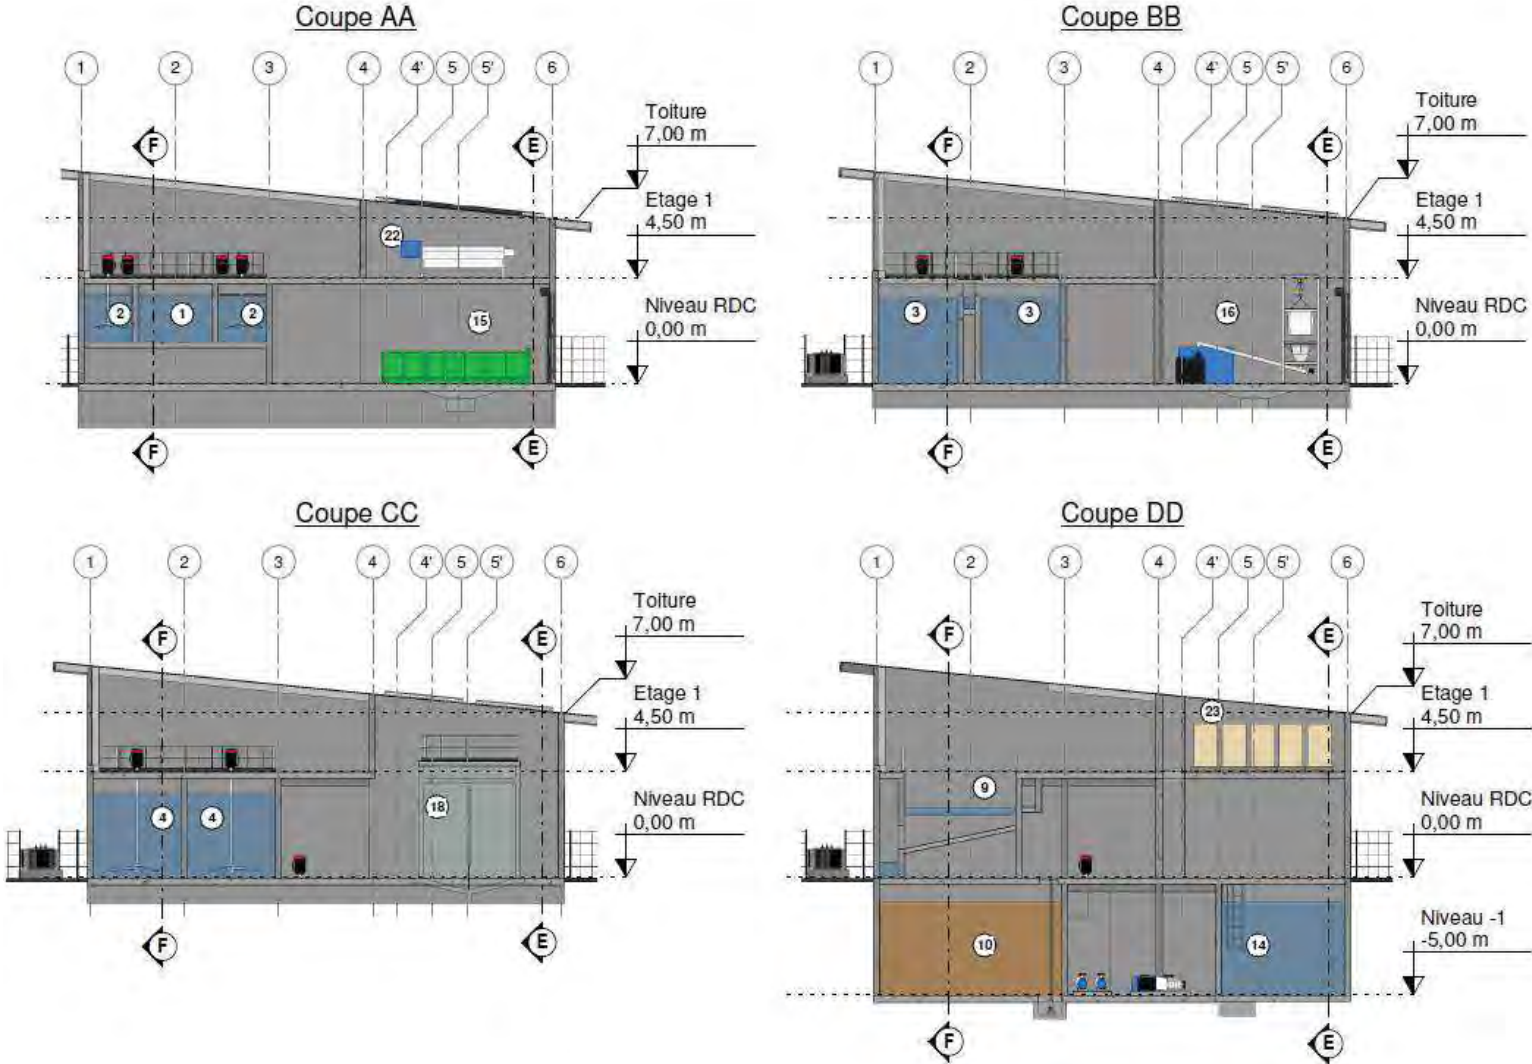 Coupe AA
1 2 3 4 4' 5 5' 6
Toiture
7,00 m
F E
Etage 1
4,50 m
22
Niveau RDC
0,00 m
2 1 2 15
F E
Coupe BB
1 2 3 4 4' 5 5' 6
Toiture
7,00 m
F E
Etage 1
4,50 m
Niveau RDC
0,00 m
3 3 16
F E
Coupe CC
1 2 3 4 4' 5 5' 6
Toiture
7,00 m
F E
Etage 1
4,50 m
Niveau RDC
0,00 m
4 4 18
F E
Coupe DD
1 2 3 4 4' 5 5' 6
Toiture
7,00 m
F E
Etage 1
4,50 m
23
9
Niveau RDC
0,00 m
Niveau -1
-5,00 m
10 14
F E